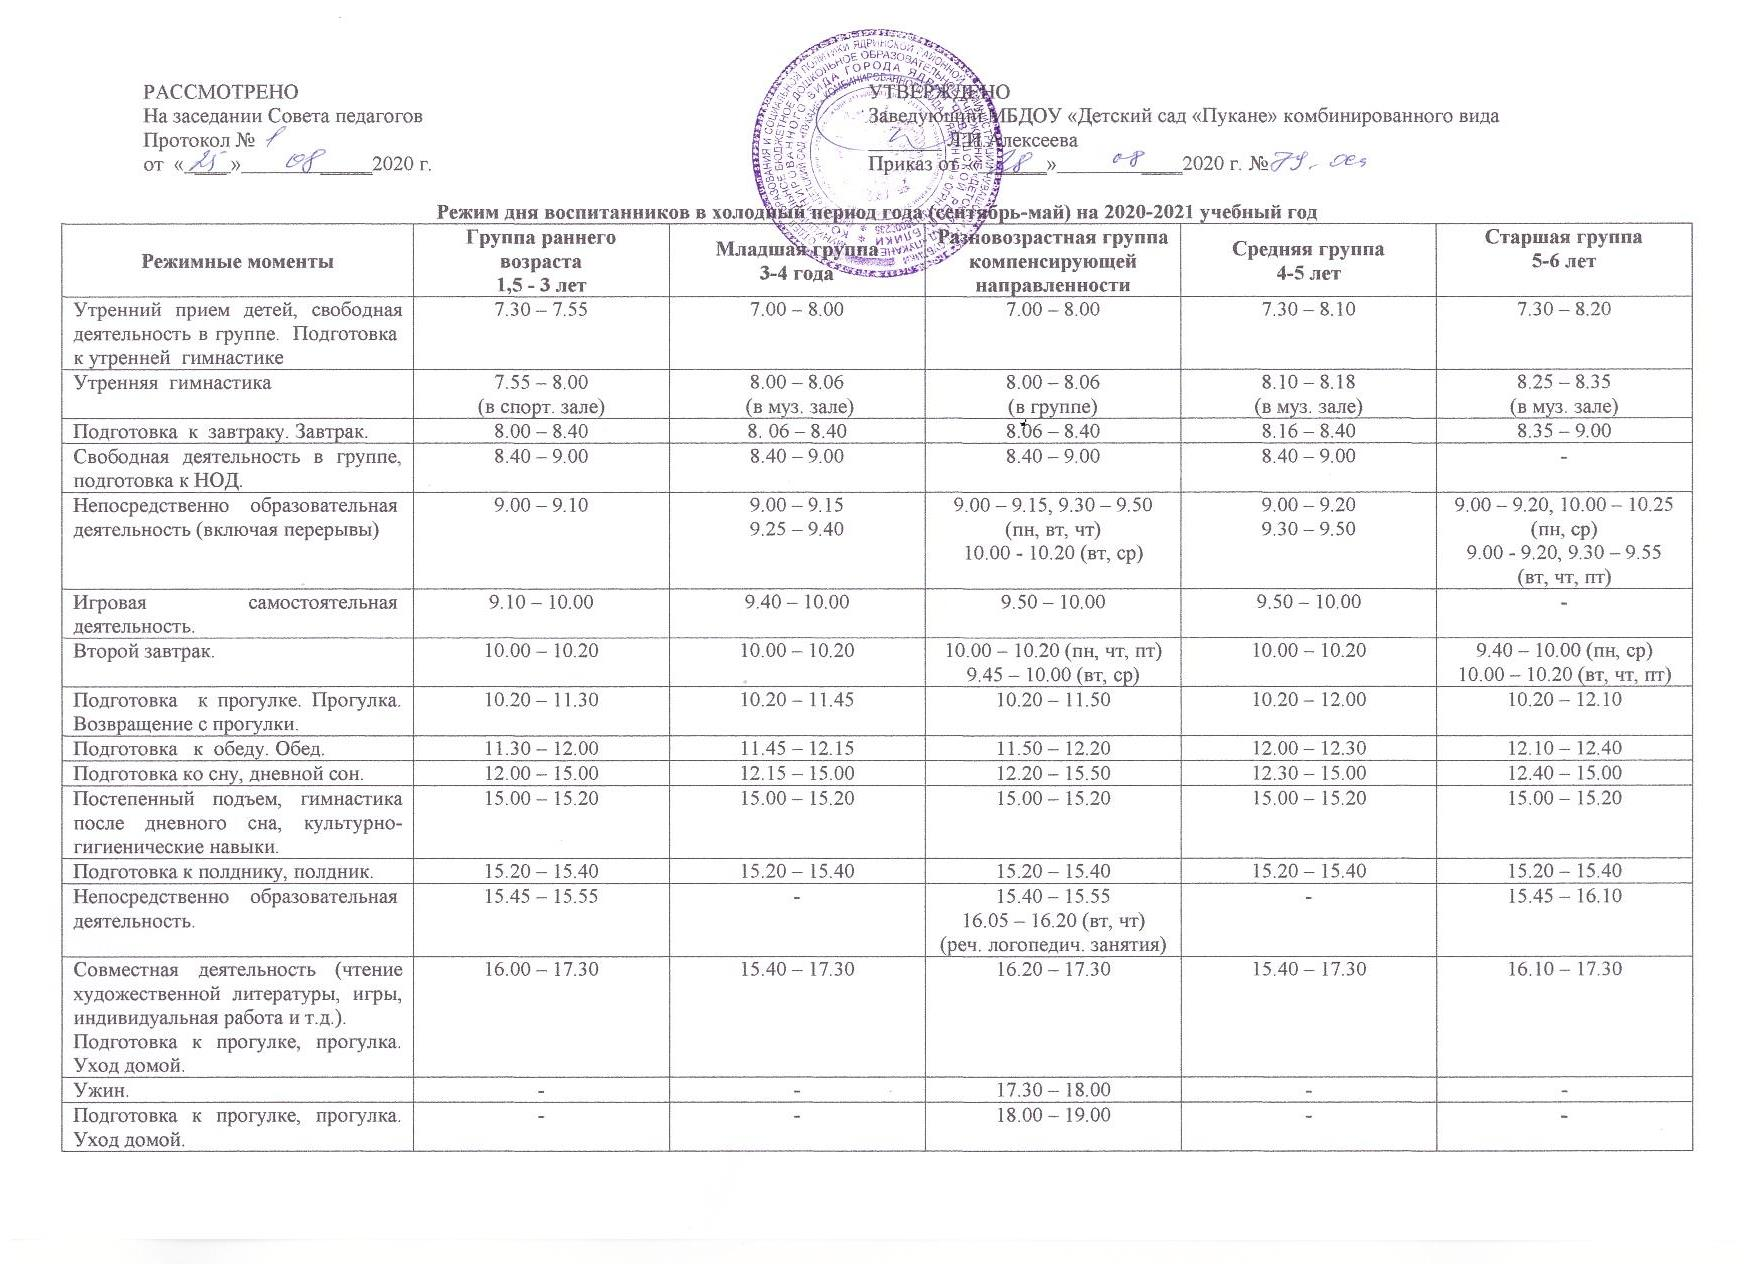 РАССМОТРЕНО
На заседании Совета педагогов
Протокол № 1
от «25» 08 2020 г.
УТВЕРЖДЕНО
Заведующий МБДОУ «Детский сад «Пукане» комбинированного вида
Л.И. Алексеева
Приказ от «28» 08 2020 г. № 79-
Режим дня воспитанников в холодный период года (сентябрь-май) на 2020-2021 учебный год
Режимные моменты
Группа раннего
возраста
1,5 - 3 лет
Младшая группа
3-4 года
Разновозрастная группа
компенсирующей
направленности
Средняя группа
4-5 лет
Старшая группа
5-6 лет
Утренний прием детей, свободная
деятельность в группе. Подготовка
к утренней гимнастике
7.30 – 7.55
7.00 – 8.00
7.00 – 8.00
7.30 – 8.10
7.30 – 8.20
Утренняя гимнастика
7.55 – 8.00
(в спорт. зале)
8.00 – 8.06
(в муз. зале)
8.00 – 8.06
(в группе)
8.10 – 8.18
(в муз. зале)
8.25 – 8.35
(в муз. зале)
Подготовка к завтраку. Завтрак.
8.00 – 8.40
8. 06 – 8.40
8.06 – 8.40
8.16 – 8.40
8.35 – 9.00
Свободная деятельность в группе,
подготовка к НОД.
8.40 – 9.00
8.40 – 9.00
8.40 – 9.00
8.40 – 9.00
-
Непосредственно образовательная
деятельность (включая перерывы)
9.00 – 9.10
9.00 – 9.15
9.25 – 9.40
9.00 – 9.15, 9.30 – 9.50
(пн, вт, чт)
10.00 - 10.20 (вт, ср)
9.00 – 9.20
9.30 – 9.50
9.00 – 9.20, 10.00 – 10.25
(пн, ср)
9.00 - 9.20, 9.30 – 9.55
(вт, чт, пт)
Игровая самостоятельная
деятельность.
9.10 – 10.00
9.40 – 10.00
9.50 – 10.00
9.50 – 10.00
-
Второй завтрак.
10.00 – 10.20
10.00 – 10.20
10.00 – 10.20 (пн, чт, пт)
9.45 – 10.00 (вт, ср)
10.00 – 10.20
9.40 – 10.00 (пн, ср)
10.00 – 10.20 (вт, чт, пт)
Подготовка к прогулке. Прогулка.
Возвращение с прогулки.
10.20 – 11.30
10.20 – 11.45
10.20 – 11.50
10.20 – 12.00
10.20 – 12.10
Подготовка к обеду. Обед.
11.30 – 12.00
11.45 – 12.15
11.50 – 12.20
12.00 – 12.30
12.10 – 12.40
Подготовка ко сну, дневной сон.
12.00 – 15.00
12.15 – 15.00
12.20 – 15.50
12.30 – 15.00
12.40 – 15.00
Постепенный подъем, гимнастика
после дневного сна, культурно-
гигиенические навыки.
15.00 – 15.20
15.00 – 15.20
15.00 – 15.20
15.00 – 15.20
15.00 – 15.20
Подготовка к полднику, полдник.
15.20 – 15.40
15.20 – 15.40
15.20 – 15.40
15.20 – 15.40
15.20 – 15.40
Непосредственно образовательная
деятельность.
15.45 – 15.55
-
15.40 – 15.55
16.05 – 16.20 (вт, чт)
(реч. логопедич. занятия)
-
15.45 – 16.10
Совместная деятельность (чтение
художественной литературы, игры,
индивидуальная работа и т.д.).
Подготовка к прогулке, прогулка.
Уход домой.
16.00 – 17.30
15.40 – 17.30
16.20 – 17.30
15.40 – 17.30
16.10 – 17.30
Ужин.
-
-
17.30 – 18.00
-
-
Подготовка к прогулке, прогулка.
Уход домой.
-
-
18.00 – 19.00
-
-